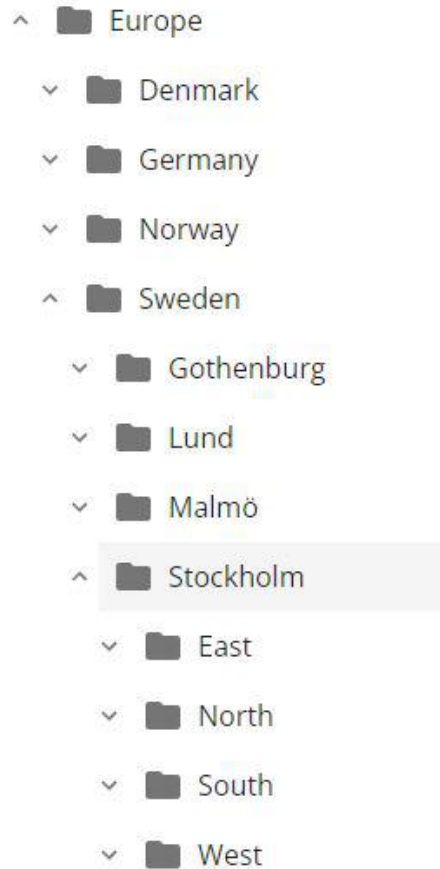 Europe
Denmark
Germany
Norway
Sweden
Gothenburg
Lund
Malmö
Stockholm
East
North
South
West